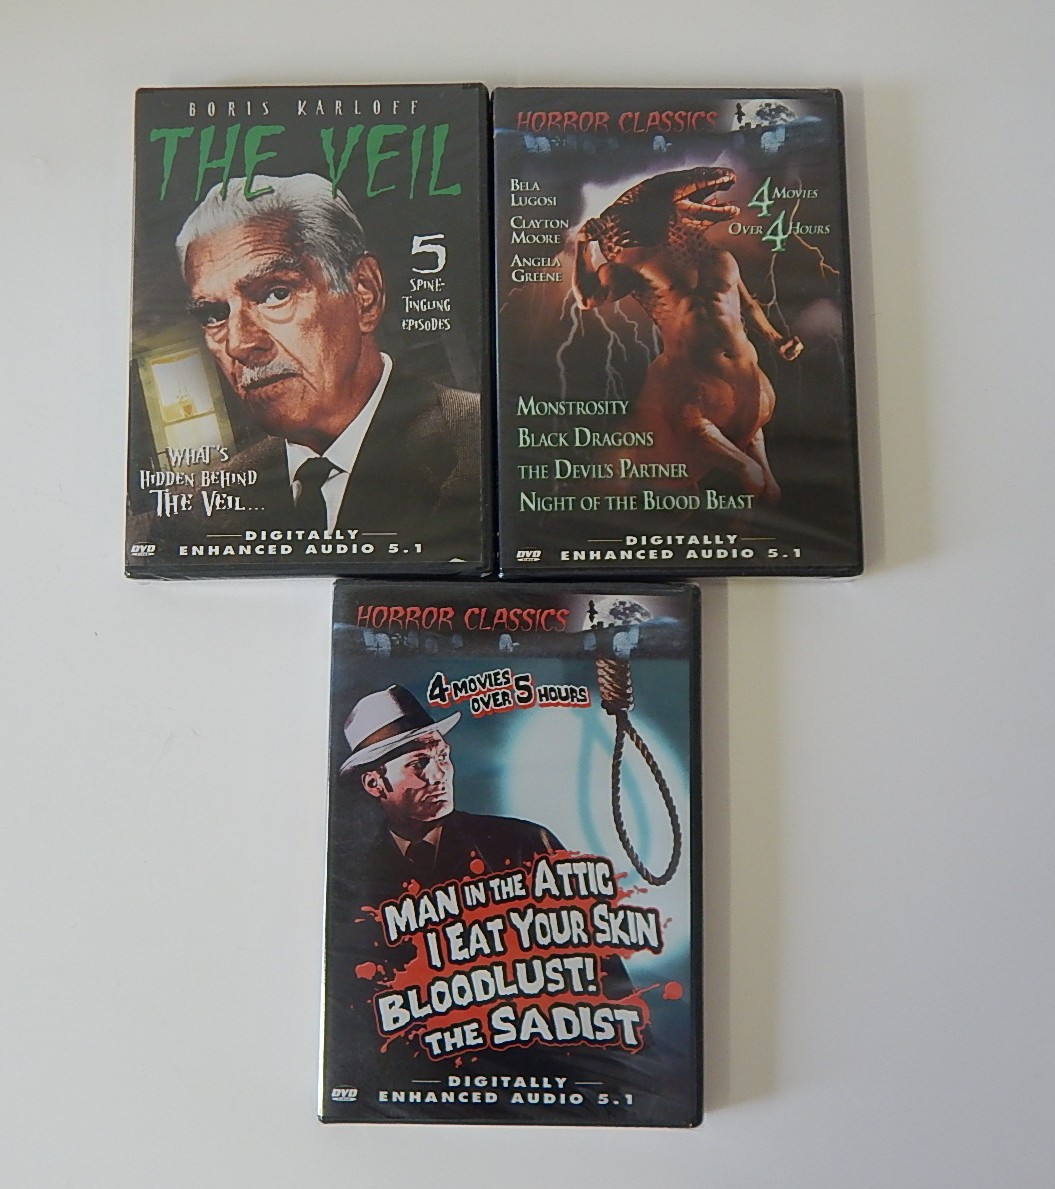 BORIS KARLOFF
THE VEIL
5
SPINE-
TINGLING
EPISODES
WHAT'S
HIDDEN BEHIND
THE VEIL...
DIGITALLY
ENHANCED AUDIO 5.1
DVD
HORROR CLASSICS
BELA
LUGOSI
CLAYTON
MOORE
ANGELA
GREENE
4 MOVIES
OVER 4 HOURS
MONSTROSITY
BLACK DRAGONS
THE DEVIL'S PARTNER
NIGHT OF THE BLOOD BEAST
DIGITALLY
ENHANCED AUDIO 5.1
DVD
HORROR CLASSICS
4 MOVIES
OVER 5 HOURS
MAN IN THE ATTIC
I EAT YOUR SKIN
BLOODLUST!
THE SADIST
DIGITALLY
ENHANCED AUDIO 5.1
DVD